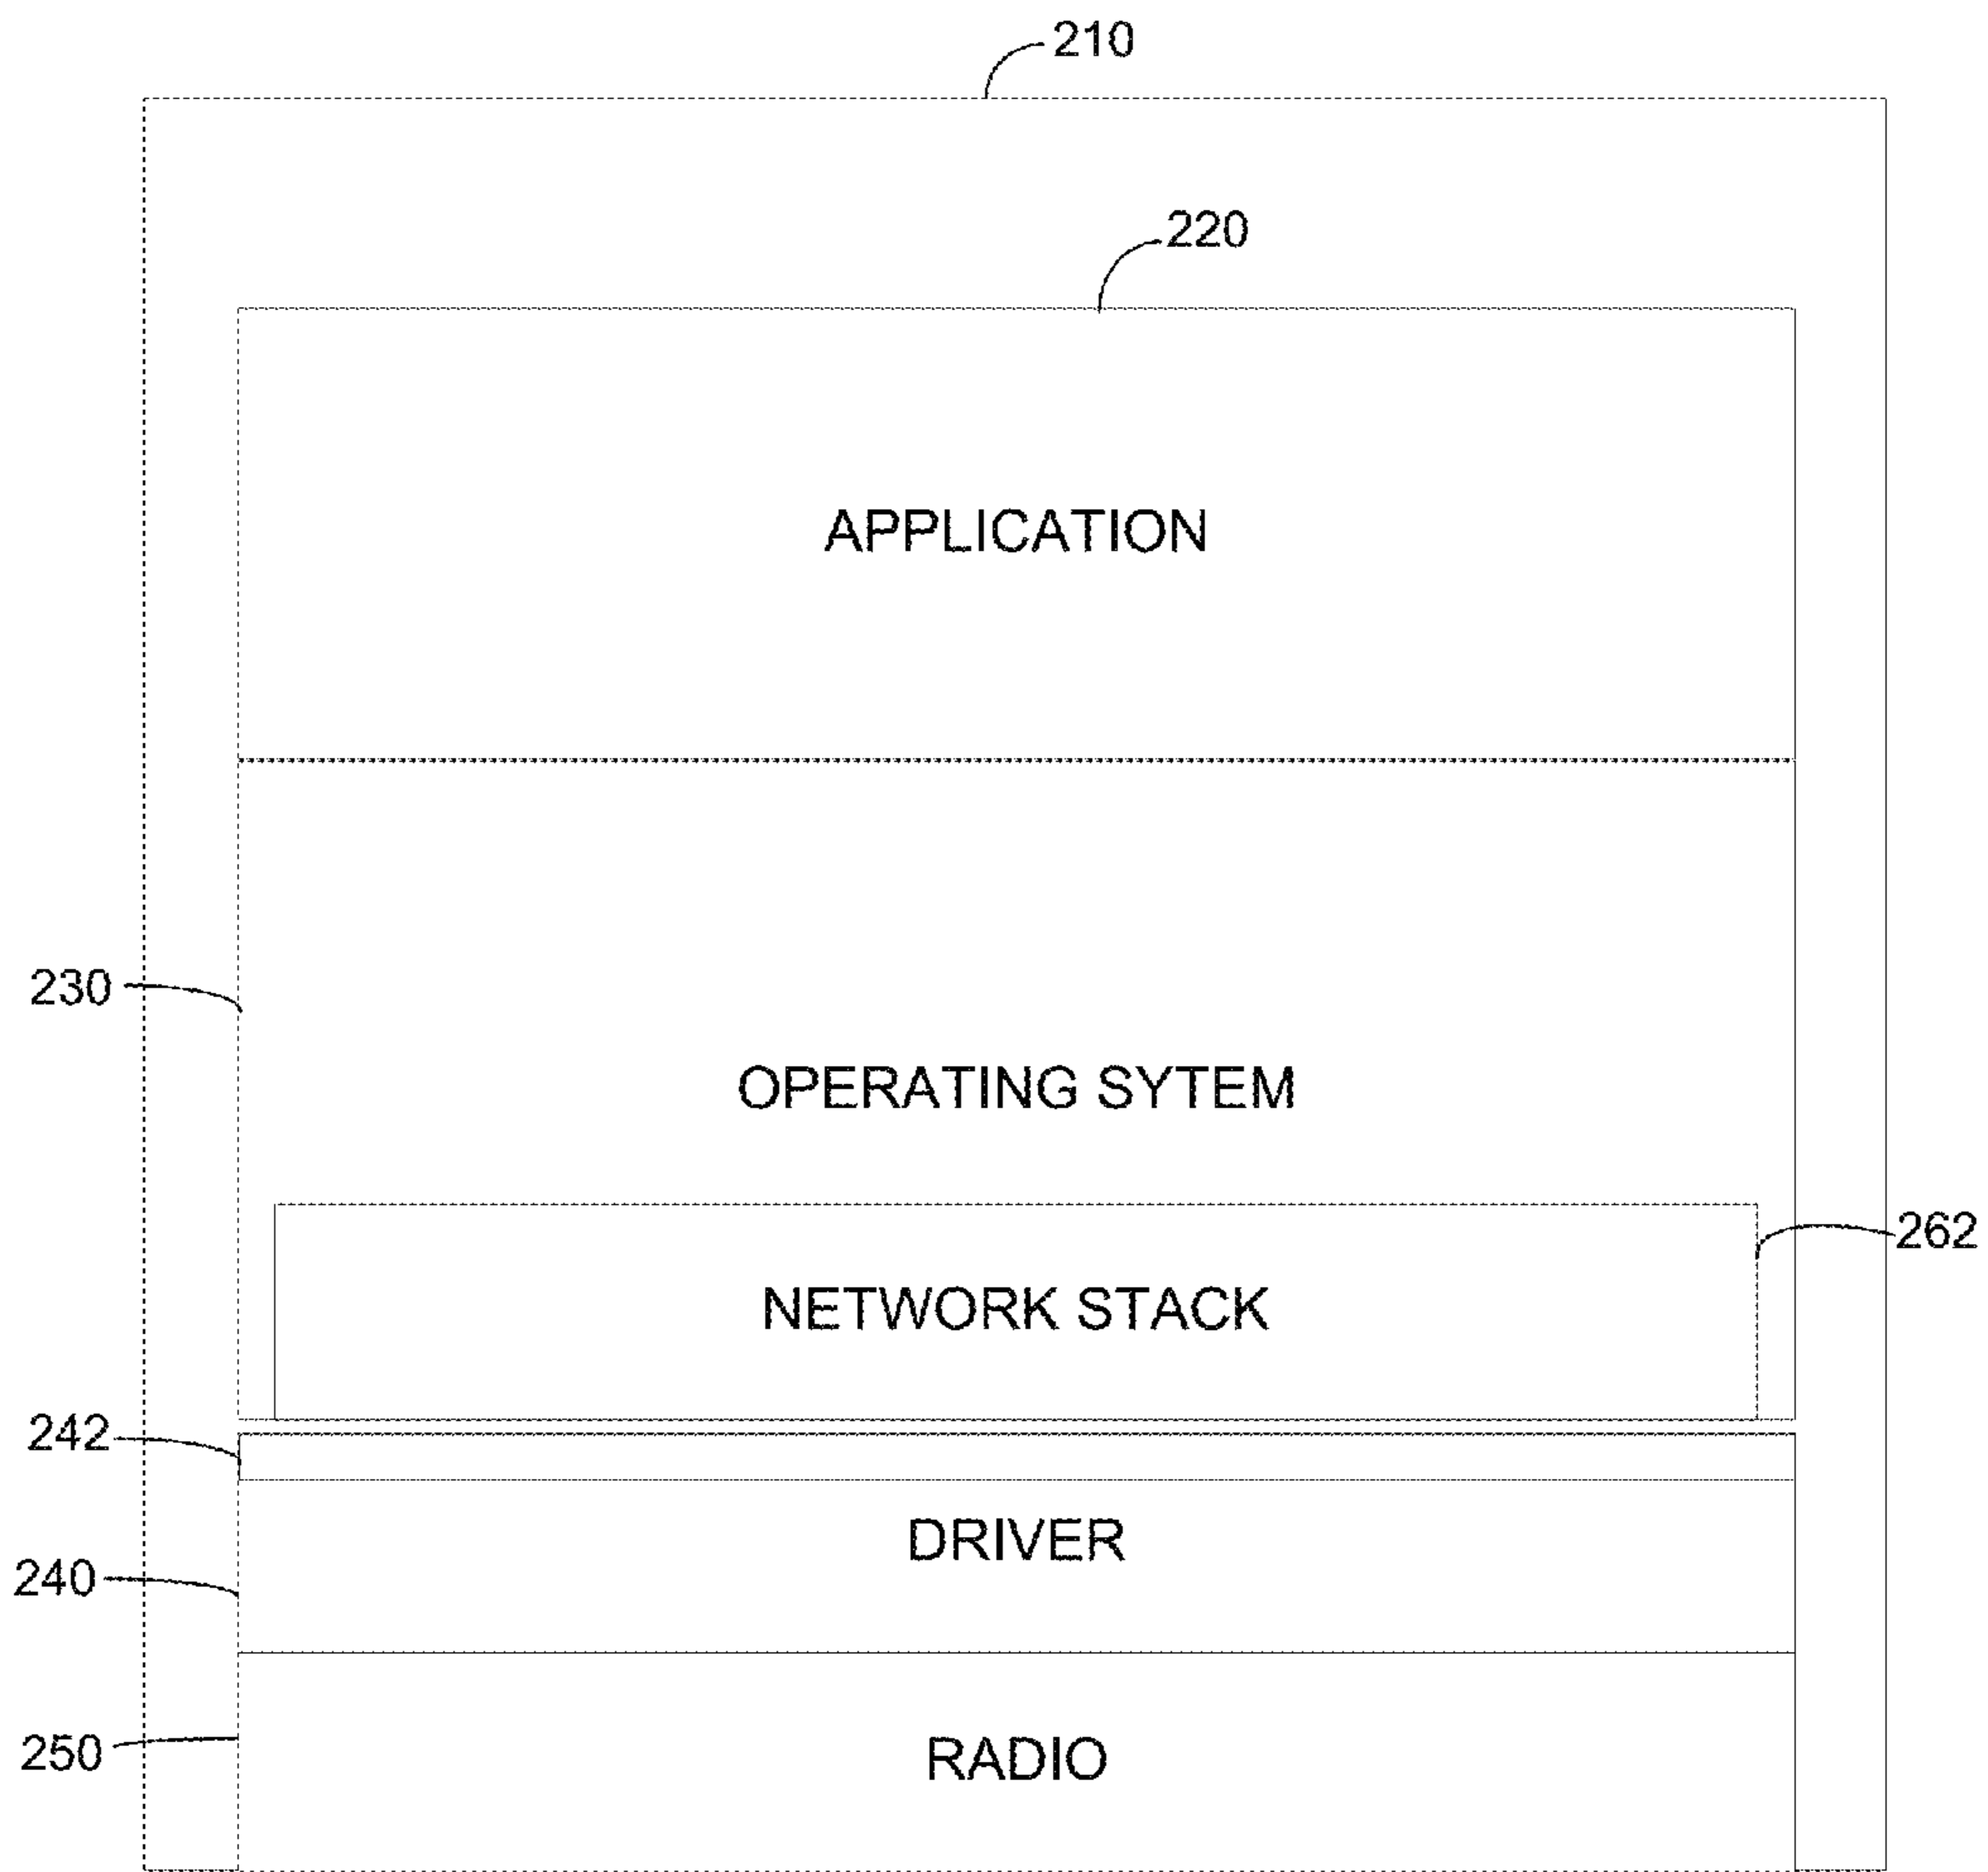 210
220
APPLICATION
230
OPERATING SYTEM
262
NETWORK STACK
242
DRIVER
240
250
RADIO